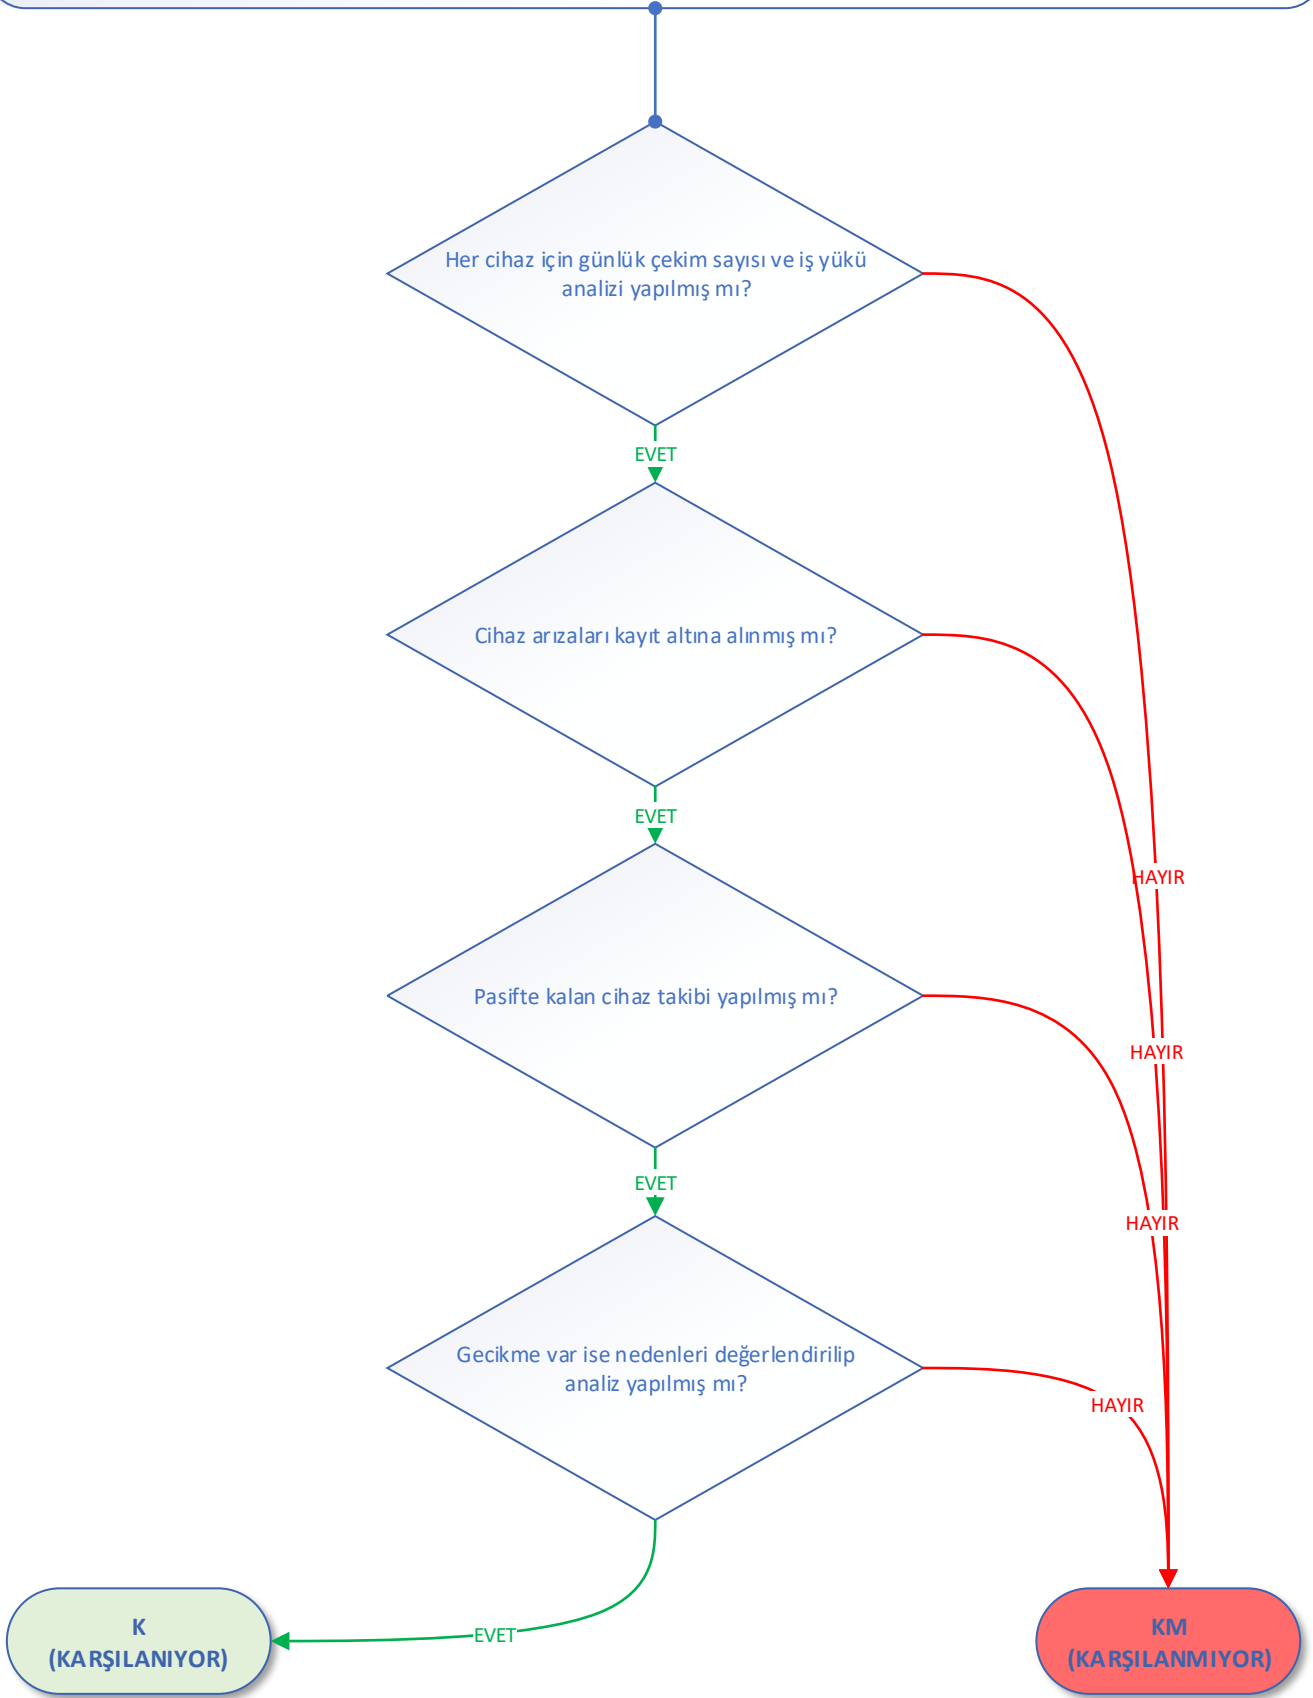 Her cihaz için günlük çekim sayısı ve iş yükü
analizi yapılmış mı?
EVET
Cihaz arızaları kayıt altına alınmış mı?
EVET
HAYIR
Pasifte kalan cihaz takibi yapılmış mı?
HAYIR
EVET
HAYIR
Gecikme var ise nedenleri değerlendirilip
analiz yapılmış mı?
HAYIR
EVET
K
(KARŞILANIYOR)
KM
(KARŞILANMIYOR)